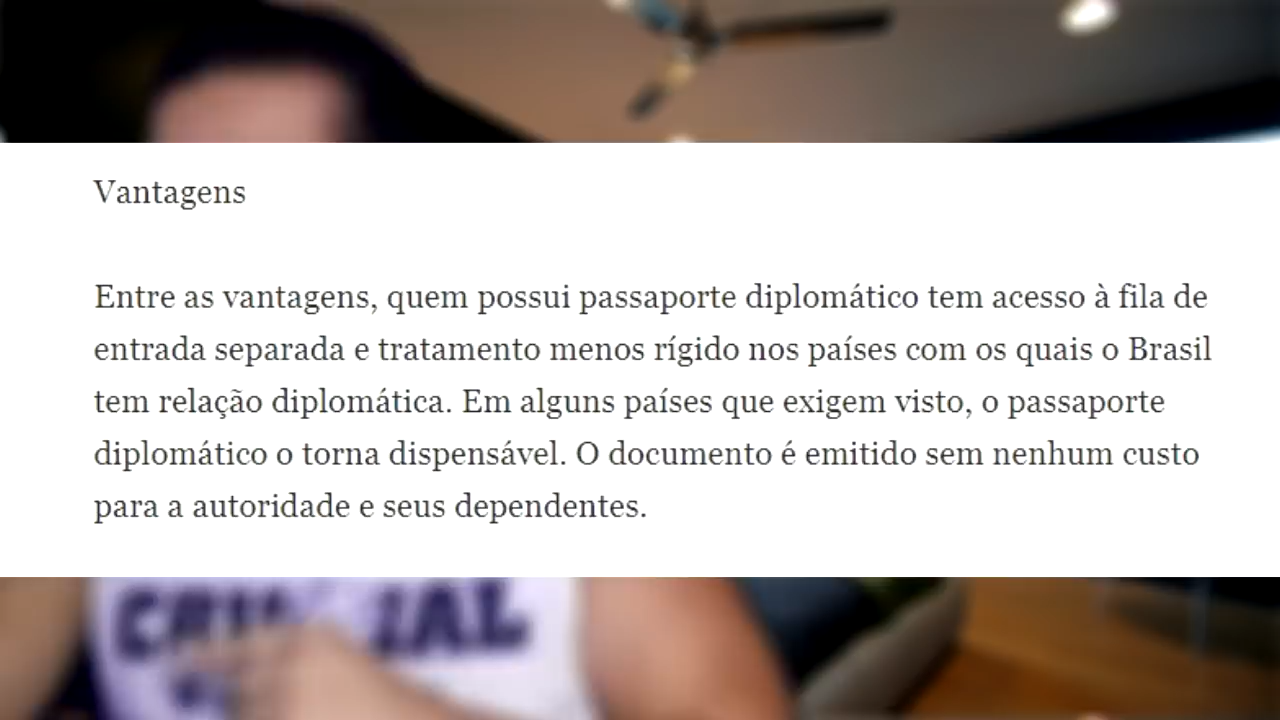 Vantagens
Entre as vantagens, quem possui passaporte diplomático tem acesso à fila de
entrada separada e tratamento menos rígido nos países com os quais o Brasil
tem relação diplomática. Em alguns países que exigem visto, o passaporte
diplomático o torna dispensável. O documento é emitido sem nenhum custo
para a autoridade e seus dependentes.